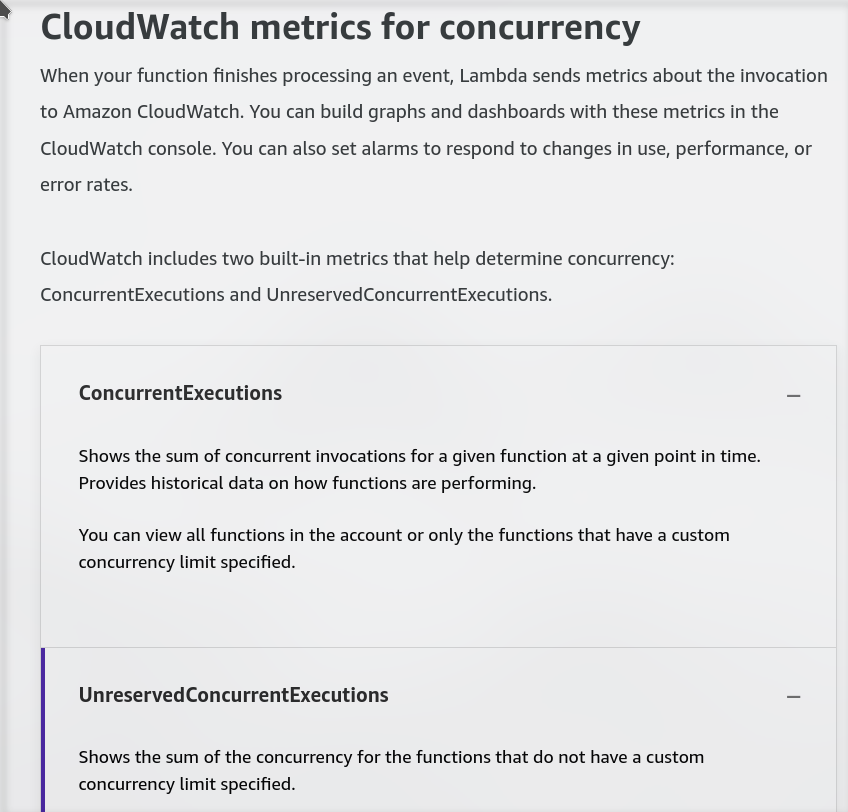 CloudWatch metrics for concurrency
When your function finishes processing an event, Lambda sends metrics about the invocation
to Amazon CloudWatch. You can build graphs and dashboards with these metrics in the
CloudWatch console. You can also set alarms to respond to changes in use, performance, or
error rates.
CloudWatch includes two built-in metrics that help determine concurrency:
ConcurrentExecutions and UnreservedConcurrentExecutions.
ConcurrentExecutions
Shows the sum of concurrent invocations for a given function at a given point in time.
Provides historical data on how functions are performing.
You can view all functions in the account or only the functions that have a custom
concurrency limit specified.
UnreservedConcurrentExecutions
Shows the sum of the concurrency for the functions that do not have a custom
concurrency limit specified.